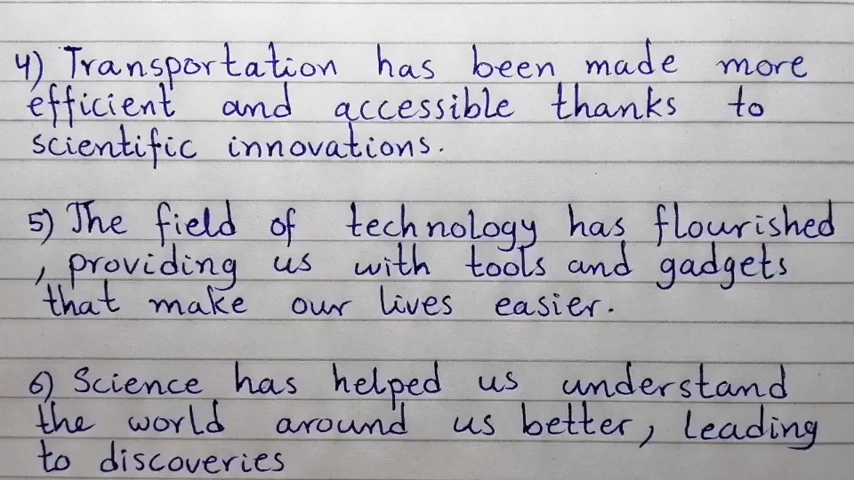 4) Transportation has been made more
efficient and accessible thanks to
scientific innovations.
5) The field of technology has flourished
, providing us with tools and gadgets
that make our lives easier.
6) Science has helped us understand
the world around us better, leading
to discoveries